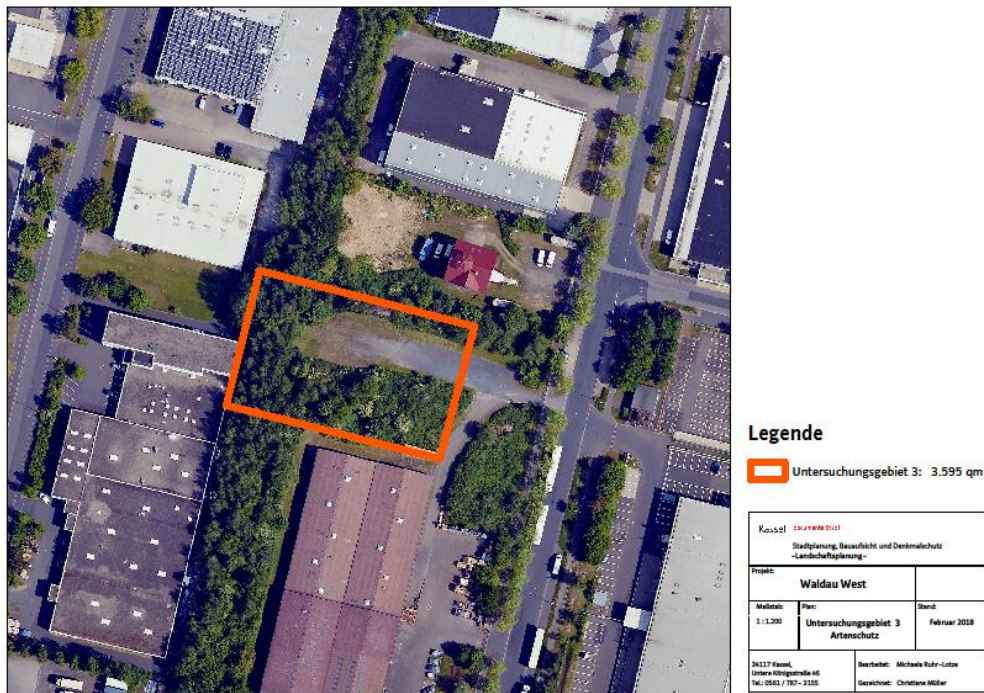 Legende
Untersuchungsgebiet 3: 3.595 qm
Kassel documenta Stadt
Stadtplanung, Bauaufsicht und Denkmalschutz
-Landschaftsplanung-
Projekt:
Waldau West
Maßstab:
1:1.200
Plan:
Untersuchungsgebiet 3
Artenschutz
Stand:
Februar 2018
34117 Kassel,
Untere Königsstraße 46
Tel.: 0561 / 787 - 3155
Bearbeitet: Michaela Ruhr-Lotze
Gezeichnet: Christiane Müller